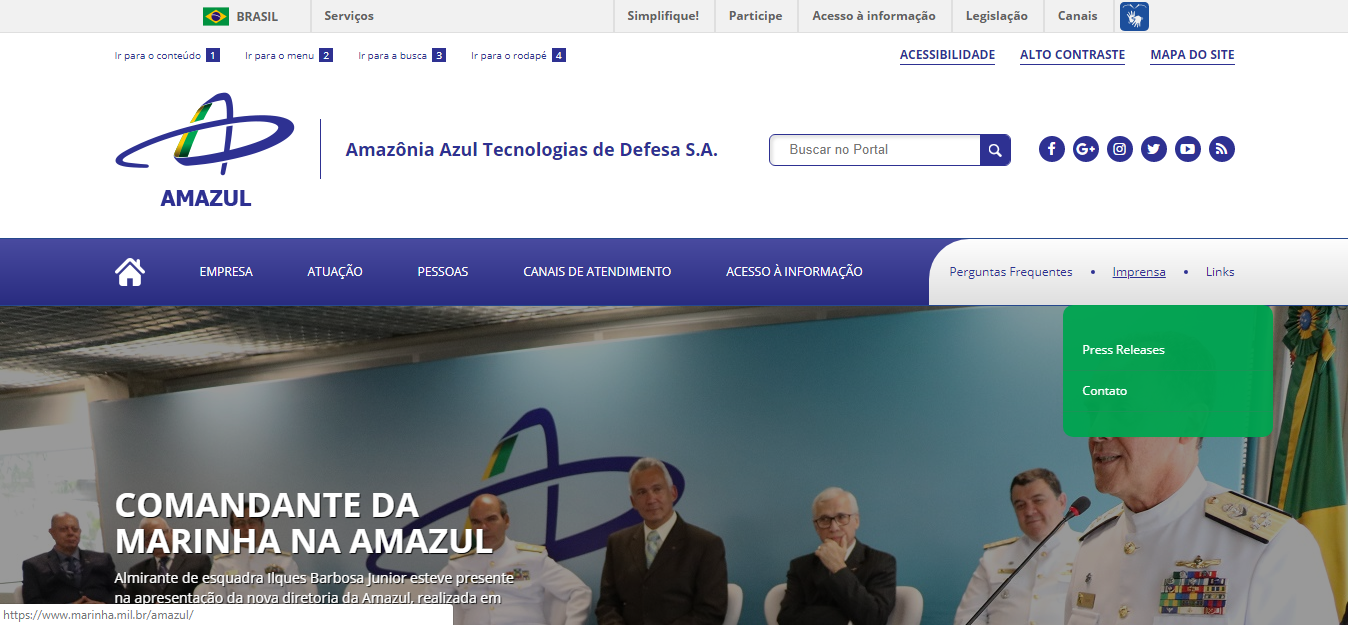 BRASIL Serviços Simplifique! Participe Acesso à informação Legislação Canais
Ir para o conteúdo 1 Ir para o menu 2 Ir para a busca 3 Ir para o rodapé 4 ACESSIBILIDADE ALTO CONTRASTE MAPA DO SITE
Amazônia Azul Tecnologias de Defesa S.A. Buscar no Portal
AMAZUL
EMPRESA ATUAÇÃO PESSOAS CANAIS DE ATENDIMENTO ACESSO À INFORMAÇÃO Perguntas Frequentes • Imprensa • Links
Press Releases
Contato
COMANDANTE DA
MARINHA NA AMAZUL
Almirante de esquadra Ilques Barbosa Junior esteve presente
na apresentação da nova diretoria da Amazul, realizada em
https://www.marinha.mil.br/amazul/